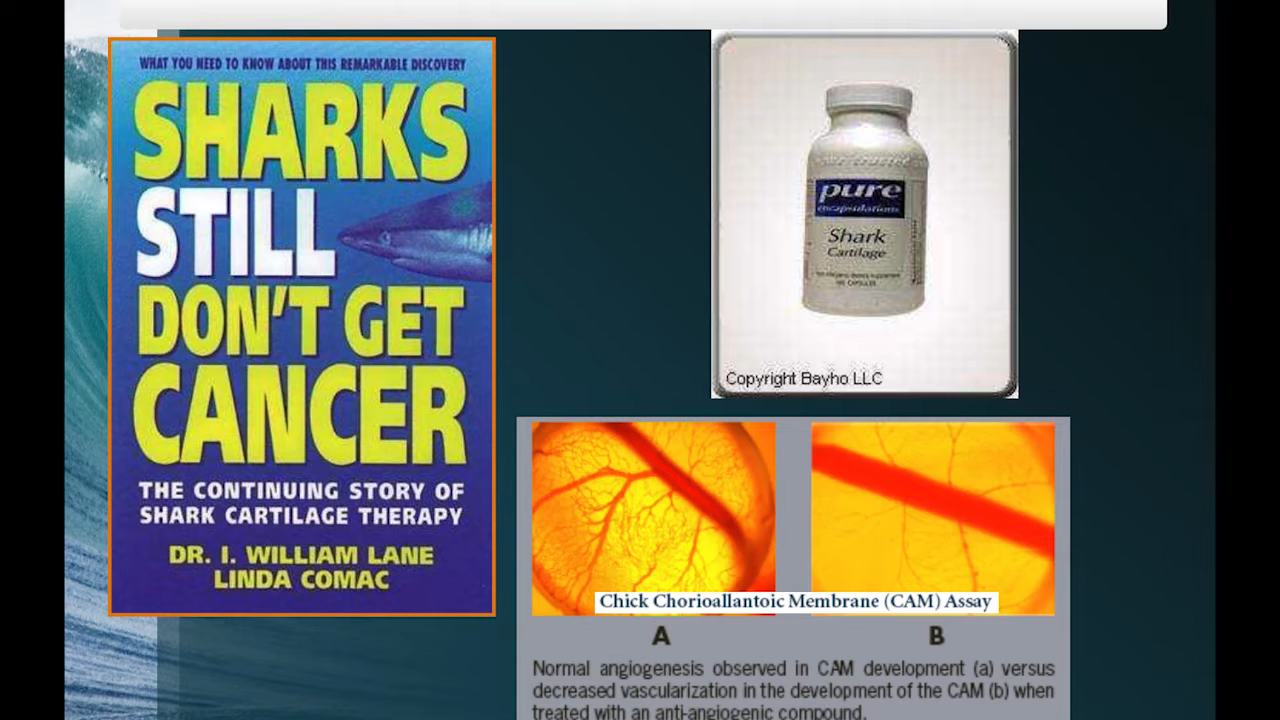 WHAT YOU NEED TO KNOW ABOUT THIS REMARKABLE DISCOVERY
SHARKS
STILL
DON'T GET
CANCER
THE CONTINUING STORY OF
SHARK CARTILAGE THERAPY
DR. I. WILLIAM LANE
LINDA COMAC
pure
encapsulations
Shark
Cartilage
Copyright Bayho LLC
Chick Chorioallantoic Membrane (CAM) Assay
A B
Normal angiogenesis observed in CAM development (a) versus
decreased vascularization in the development of the CAM (b) when
treated with an anti-angiogenic compound.